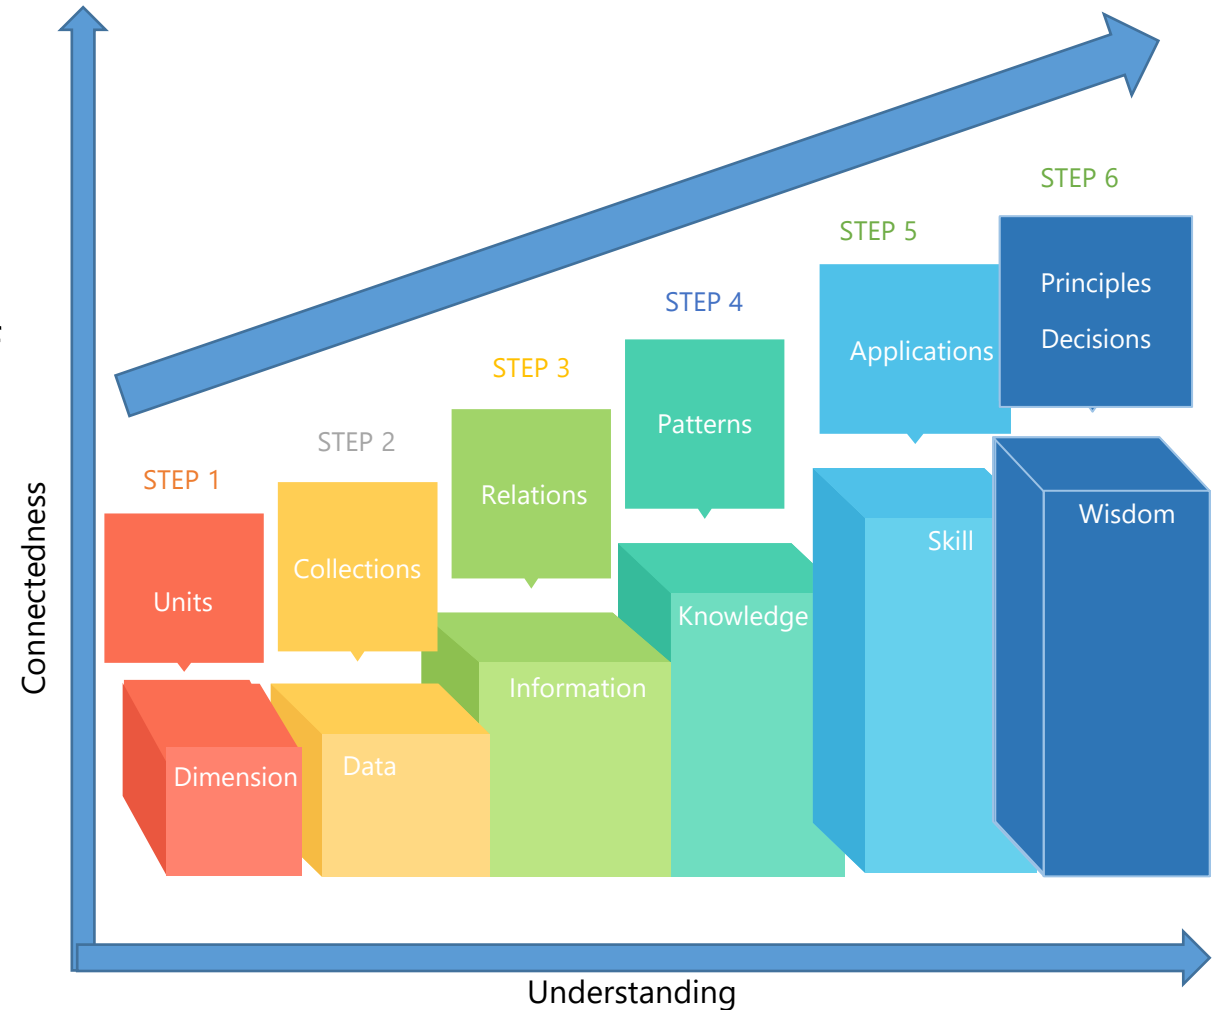 STEP 6
STEP 5
Principles
Decisions
STEP 4
Applications
STEP 3
Patterns
STEP 2
Relations
STEP 1
Collections
Units
Wisdom
Skill
Knowledge
Information
Data
Dimension
Connectedness
Understanding